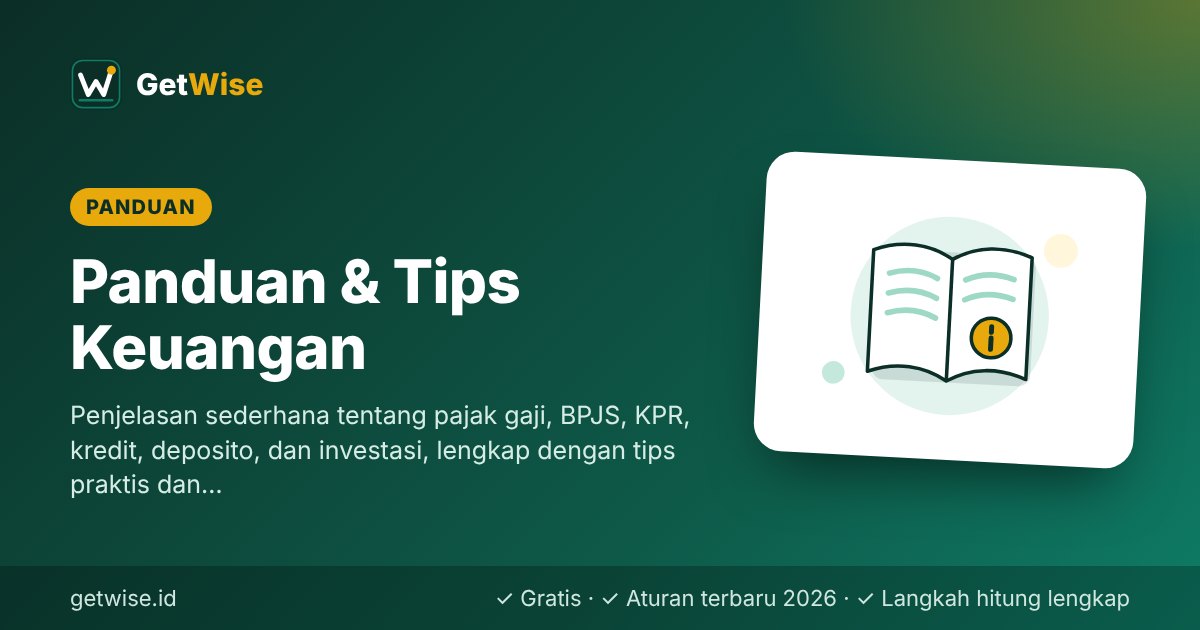 GetWise
PANDUAN
Panduan & Tips
Keuangan
Penjelasan sederhana tentang pajak gaji, BPJS, KPR,
kredit, deposito, dan investasi, lengkap dengan tips
praktis dan...
getwise.id
✓ Gratis · ✓ Aturan terbaru 2026 · ✓ Langkah hitung lengkap